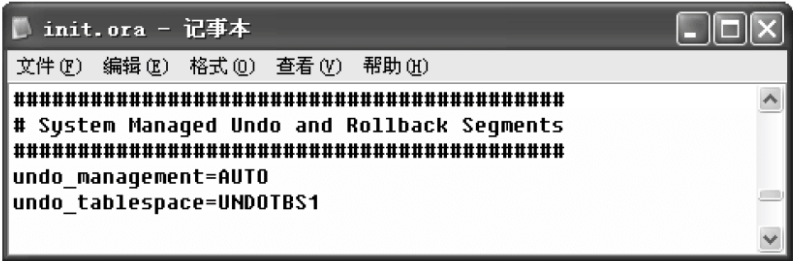 init.ora - 记事本
文件(F) 编辑(E) 格式(O) 查看(V) 帮助(H)
###########################################
# System Managed Undo and Rollback Segments
###########################################
undo_management=AUTO
undo_tablespace=UNDOTBS1